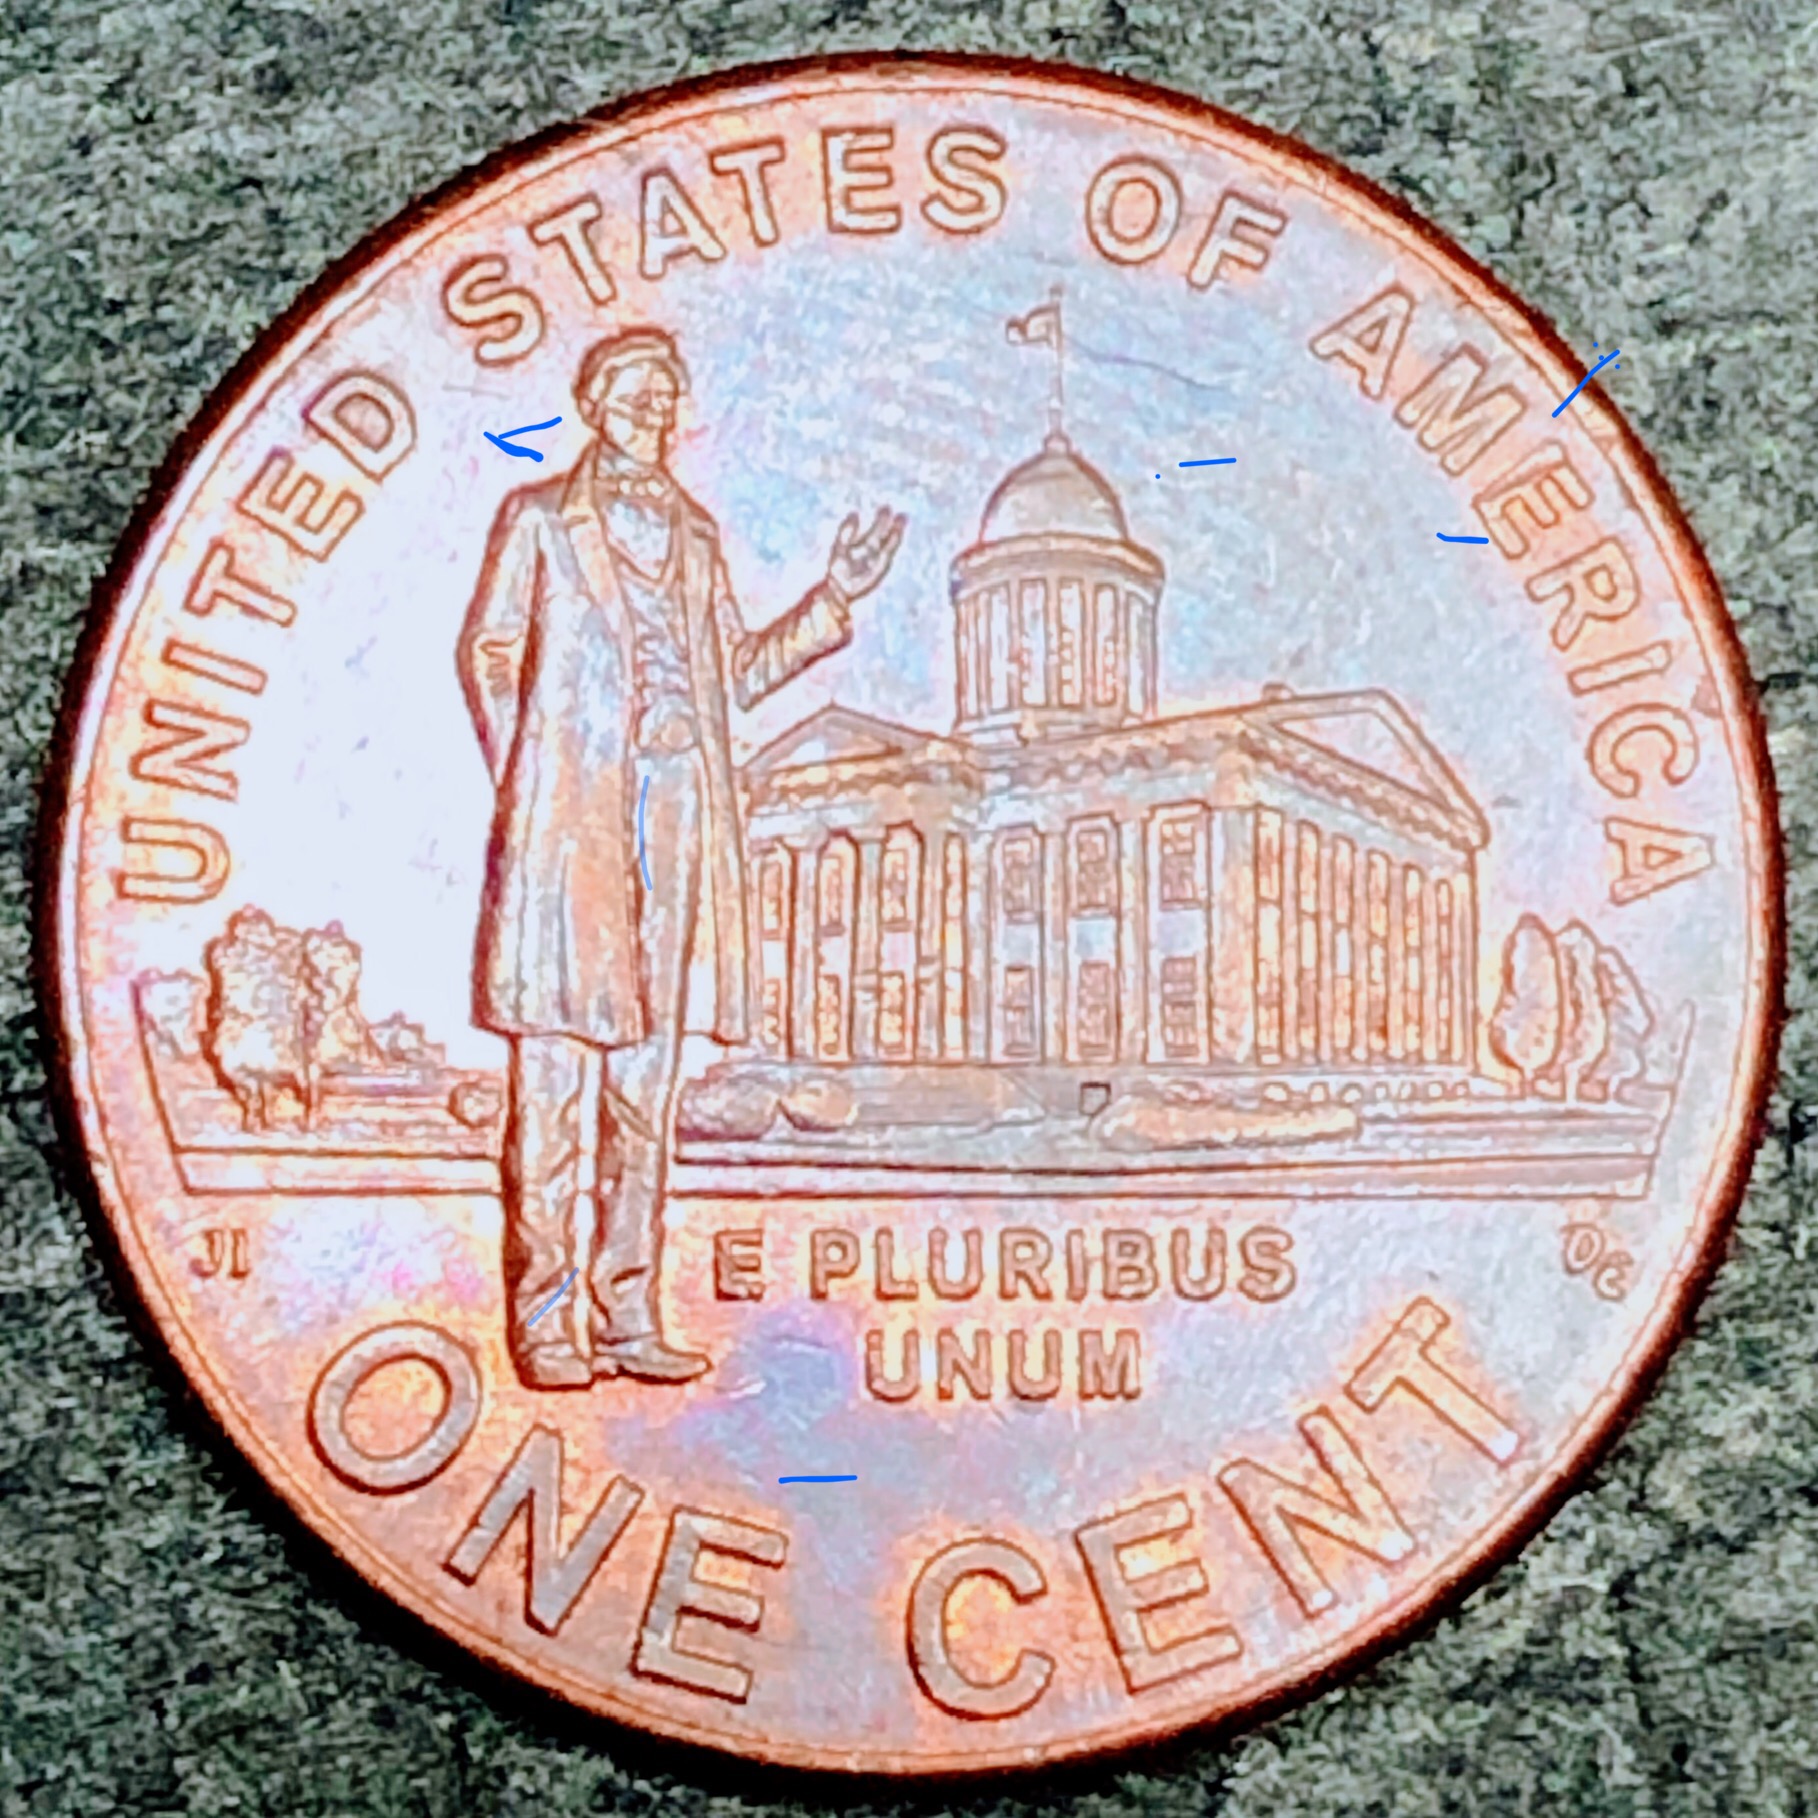 UNITED STATES OF AMERICA
JI
E PLURIBUS
UNUM
DE
ONE CENT